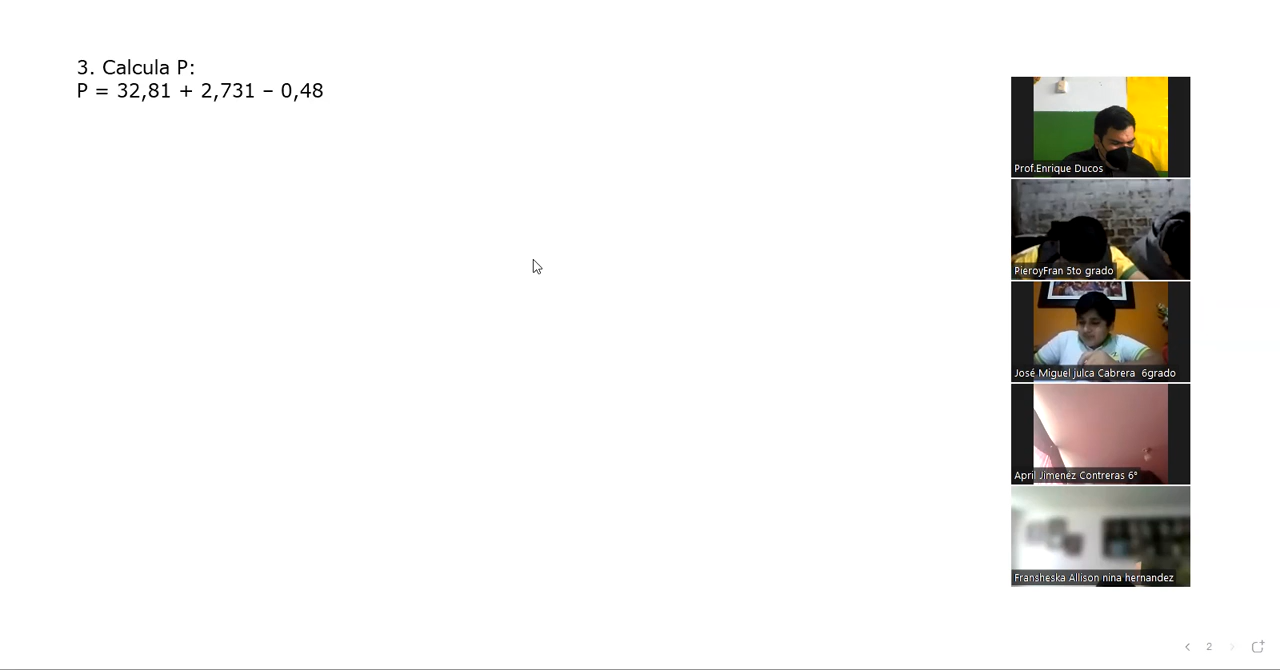 3. Calcula P:
P = 32,81 + 2,731 – 0,48
Prof.Enrique Ducos
PieroyFran 5to grado
José Miguel julca Cabrera 6grado
April Jimenez Contreras 6°
Fransheska Allison nina hernandez
2